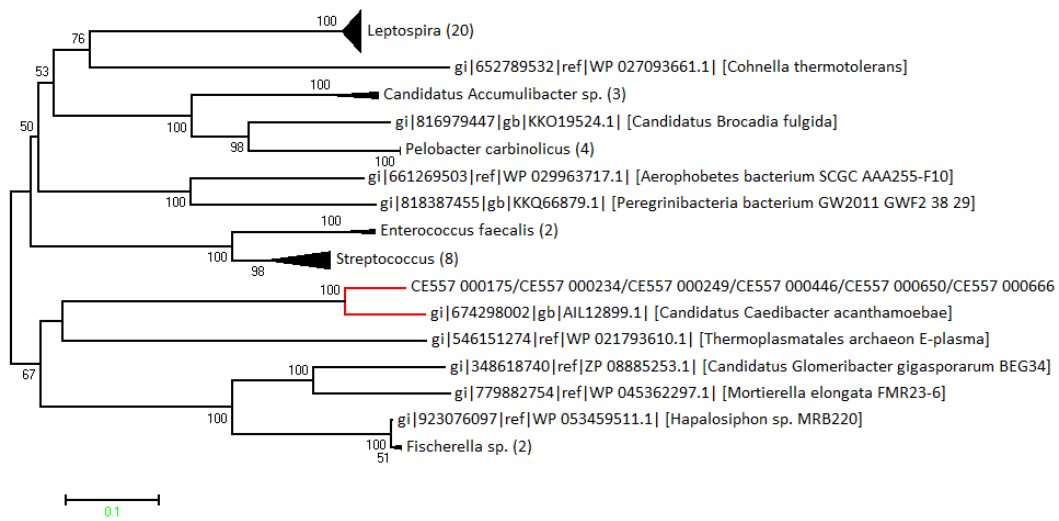 100
Leptospira (20)
76
gi|652789532|ref|WP 027093661.1| [Cohnella thermotolerans]
53
100
Candidatus Accumulibacter sp. (3)
100
gi|816979447|gb|KKO19524.1| [Candidatus Brocadia fulgida]
50
98
Pelobacter carbinolicus (4)
100
gi|661269503|ref|WP 029963717.1| [Aerophobetes bacterium SCGC AAA255-F10]
100
gi|818387455|gb|KKQ66879.1| [Peregrinibacteria bacterium GW2011 GWF2 38 29]
100
Enterococcus faecalis (2)
100
Streptococcus (8)
98
CE557 000175/CE557 000234/CE557 000249/CE557 000446/CE557 000650/CE557 000666
100
gi|674298002|gb|AIL12899.1| [Candidatus Caedibacter acanthamoebae]
gi|546151274|ref|WP 021793610.1| [Thermoplasmatales archaeon E-plasma]
67
gi|348618740|ref|ZP 08885253.1| [Candidatus Glomeribacter gigasporarum BEG34]
100
gi|779882754|ref|WP 045362297.1| [Mortierella elongata FMR23-6]
100
gi|923076097|ref|WP 053459511.1| [Hapalosiphon sp. MRB220]
100
Fischerella sp. (2)
51
0.1